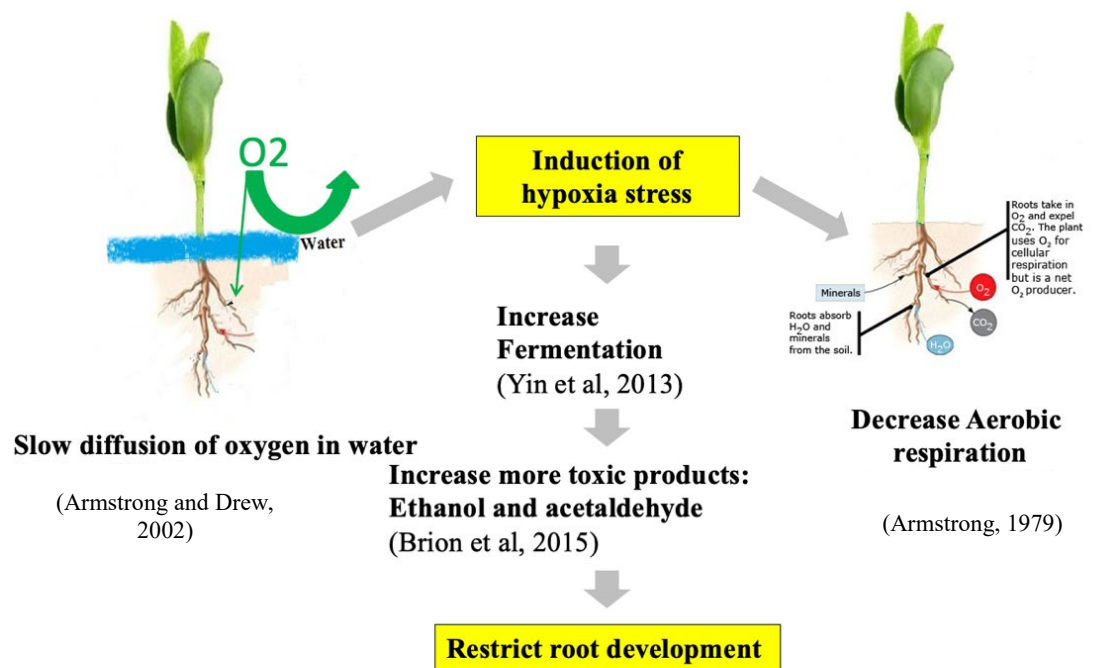 O2
Water
Slow diffusion of oxygen in water
(Armstrong and Drew,
2002)
Induction of
hypoxia stress
Increase
Fermentation
(Yin et al, 2013)
Increase more toxic products:
Ethanol and acetaldehyde
(Brion et al, 2015)
Restrict root development
Roots take in
O₂ and expel
CO₂. The plant
uses O₂ for
cellular
respiration
but is a net
O₂ producer.
Minerals
O₂
CO₂
H₂O
Roots absorb
H₂O and
minerals
from the soil.
Decrease Aerobic
respiration
(Armstrong, 1979)